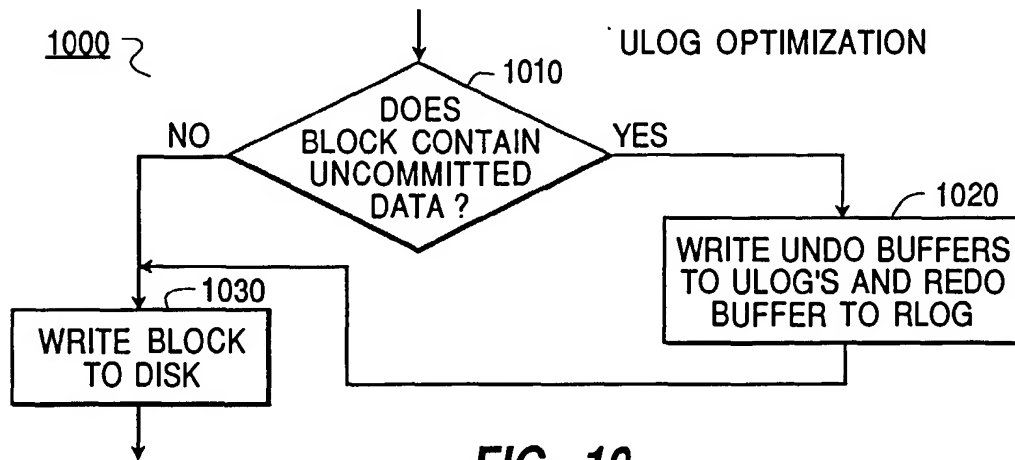 1000
ULOG OPTIMIZATION
1010
DOES
BLOCK CONTAIN
UNCOMMITTED
DATA ?
NO
YES
1020
WRITE UNDO BUFFERS
TO ULOG'S AND REDO
BUFFER TO RLOG
1030
WRITE BLOCK
TO DISK